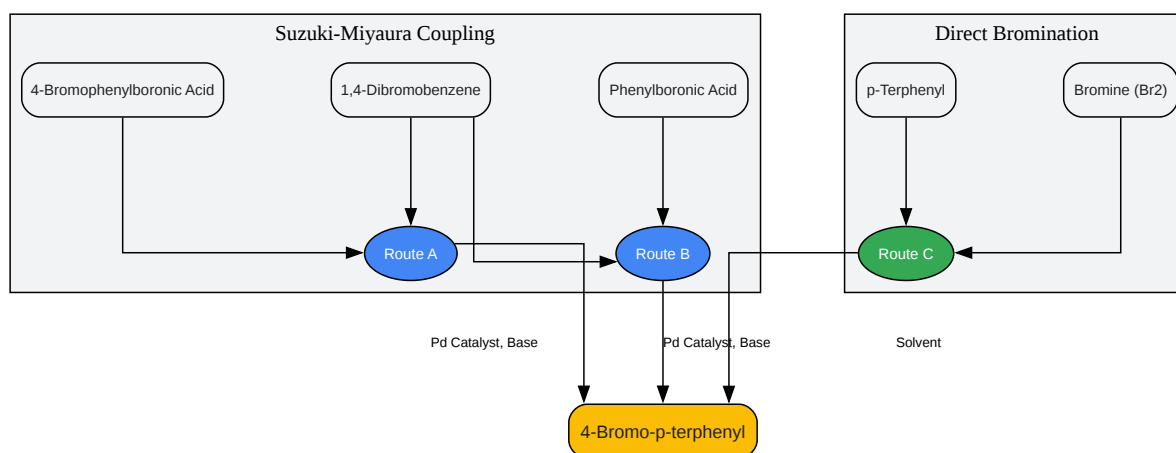 Suzuki-Miyaura Coupling
Direct Bromination
4-Bromophenylboronic Acid
1,4-Dibromobenzene
Phenylboronic Acid
p-Terphenyl
Bromine (Br2)
Route A
Route B
Route C
Pd Catalyst, Base
Pd Catalyst, Base
Solvent
4-Bromo-p-terphenyl